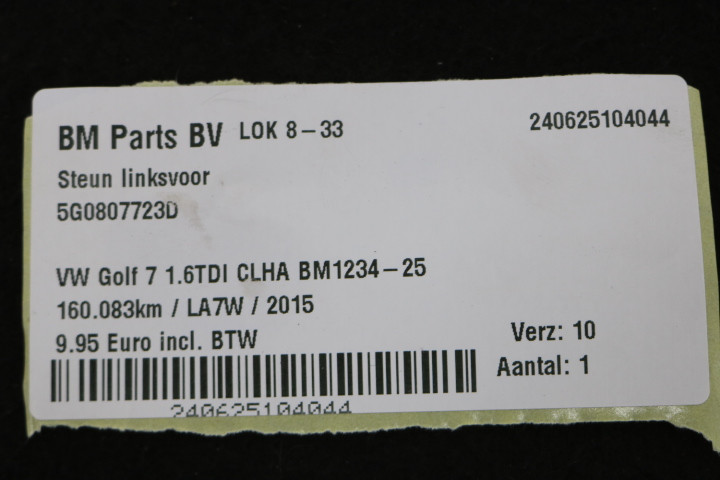 BM Parts BV LOK 8-33 240625104044
Steun linksvoor
5G0807723D
VW Golf 7 1.6TDI CLHA BM1234-25
160.083km / LA7W / 2015
9.95 Euro incl. BTW Verz: 10
Aantal: 1
240625104044